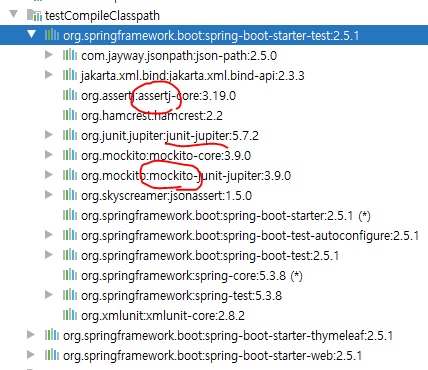 testCompileClasspath
org.springframework.boot:spring-boot-starter-test:2.5.1
com.jayway.jsonpath:json-path:2.5.0
jakarta.xml.bind:jakarta.xml.bind-api:2.3.3
org.assertj:assertj-core:3.19.0
org.hamcrest:hamcrest:2.2
org.junit.jupiter:junit-jupiter:5.7.2
org.mockito:mockito-core:3.9.0
org.mockito:mockito-junit-jupiter:3.9.0
org.skyscreamer:jsonassert:1.5.0
org.springframework.boot:spring-boot-starter:2.5.1 (*)
org.springframework.boot:spring-boot-test-autoconfigure:2.5.1
org.springframework.boot:spring-boot-test:2.5.1
org.springframework:spring-core:5.3.8 (*)
org.springframework:spring-test:5.3.8
org.xmlunit:xmlunit-core:2.8.2
org.springframework.boot:spring-boot-starter-thymeleaf:2.5.1
org.springframework.boot:spring-boot-starter-web:2.5.1